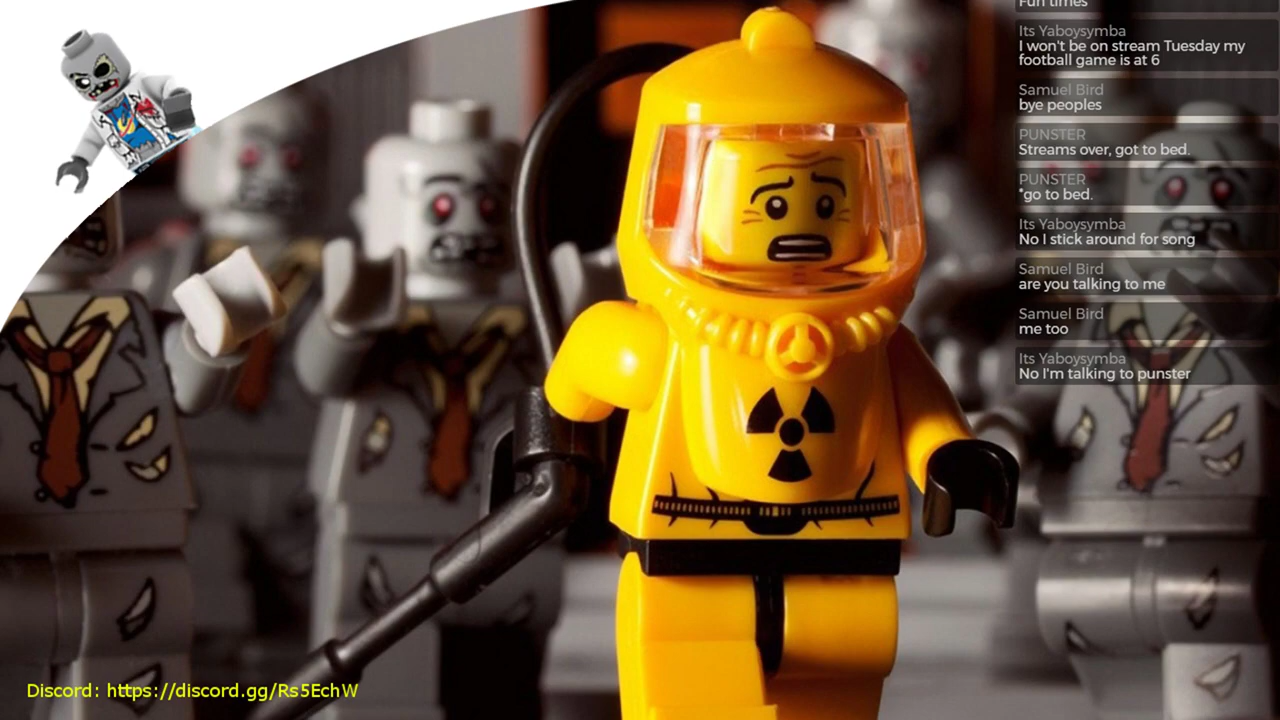 Fun times
Its Yaboysymba
I won't be on stream Tuesday my
football game is at 6
Samuel Bird
bye peoples
PUNSTER
Streams over, got to bed.
PUNSTER
*go to bed.
Its Yaboysymba
No I stick around for song
Samuel Bird
are you talking to me
Samuel Bird
me too
Its Yaboysymba
No I'm talking to punster
Discord: https://discord.gg/Rs5EchW